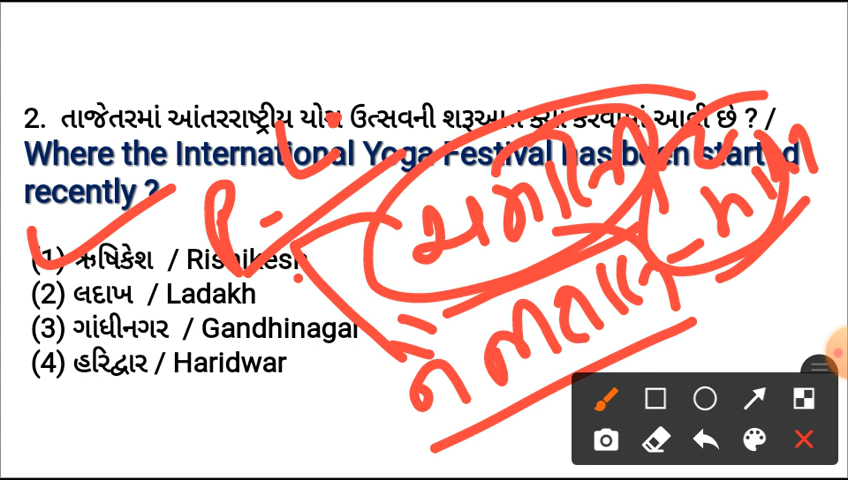 2. તાજેતરમાં આંતરરાષ્ટ્રીય યોગ ઉત્સવની શરૂઆત ક્યાં કરવામાં આવી છે ? /
Where the International Yoga Festival has been started
recently ?
(1) ઋષિકેશ / Rishikesh
(2) લદાખ / Ladakh
(3) ગાંધીનગર / Gandhinagar
(4) હરિદ્વાર / Haridwar